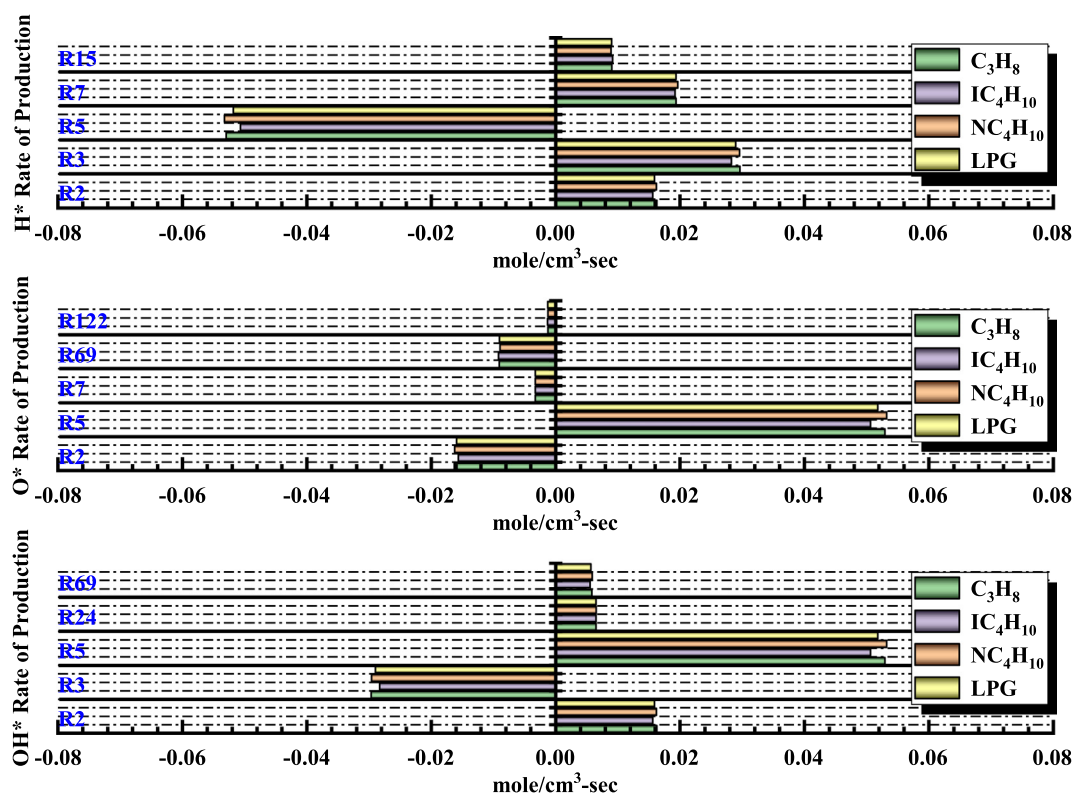 H* Rate of Production
R15
R7
R5
R3
R2
C₃H₈
IC₄H₁₀
NC₄H₁₀
LPG
-0.08 -0.06 -0.04 -0.02 0.00 0.02 0.04 0.06 0.08
mole/cm³-sec
O* Rate of Production
R122
R69
R7
R5
R2
C₃H₈
IC₄H₁₀
NC₄H₁₀
LPG
-0.08 -0.06 -0.04 -0.02 0.00 0.02 0.04 0.06 0.08
mole/cm³-sec
OH* Rate of Production
R69
R24
R5
R3
R2
C₃H₈
IC₄H₁₀
NC₄H₁₀
LPG
-0.08 -0.06 -0.04 -0.02 0.00 0.02 0.04 0.06 0.08
mole/cm³-sec